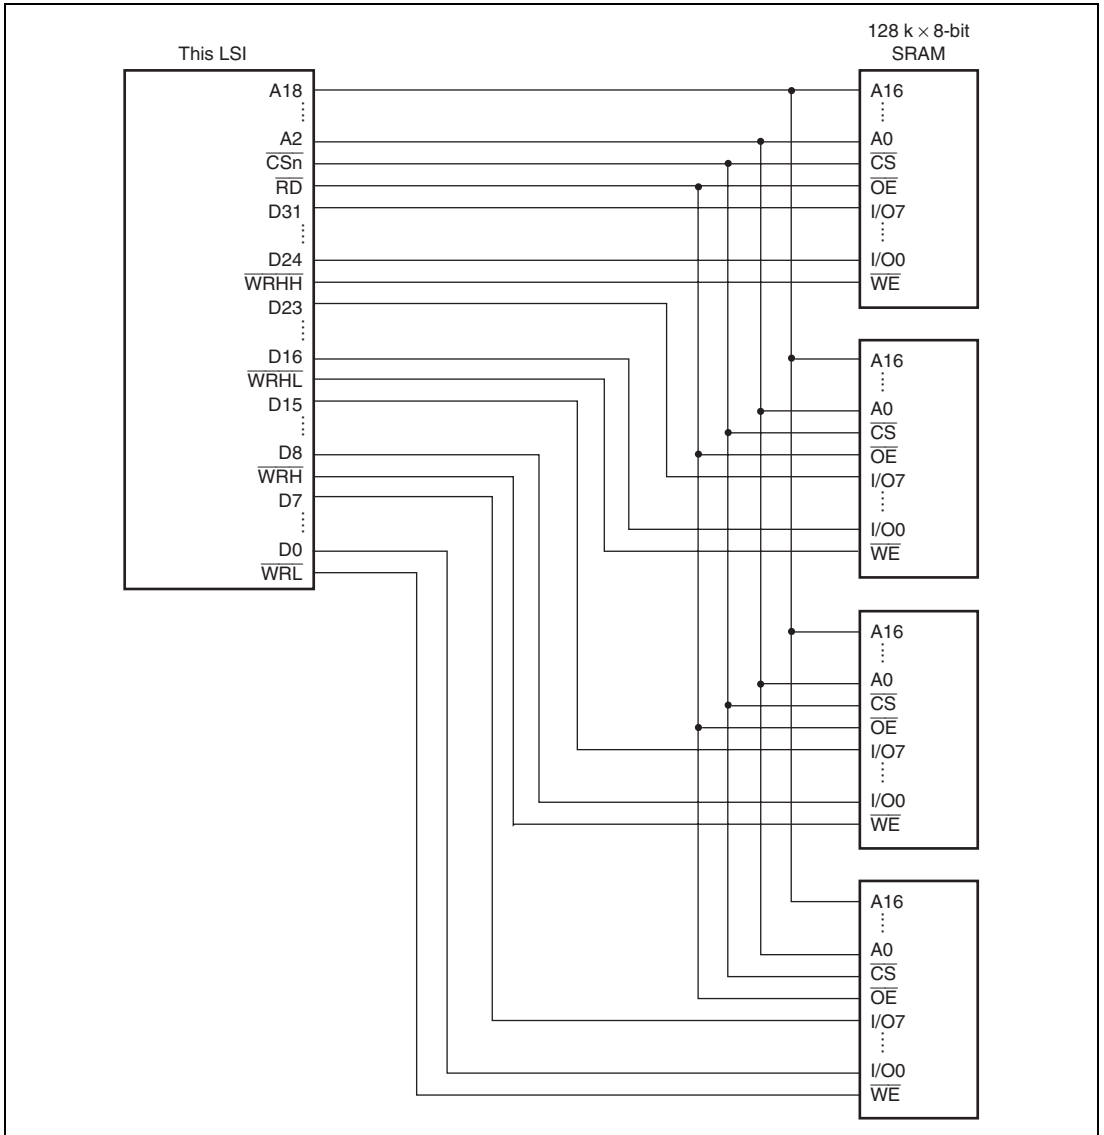 This LSI
A18
A2
CSn
RD
D31
D24
WRHH
D23
D16
WRHL
D15
D8
WRH
D7
D0
WRL
128 k × 8-bit
SRAM
A16
A0
CS
OE
I/O7
I/O0
WE
A16
A0
CS
OE
I/O7
I/O0
WE
A16
A0
CS
OE
I/O7
I/O0
WE
A16
A0
CS
OE
I/O7
I/O0
WE